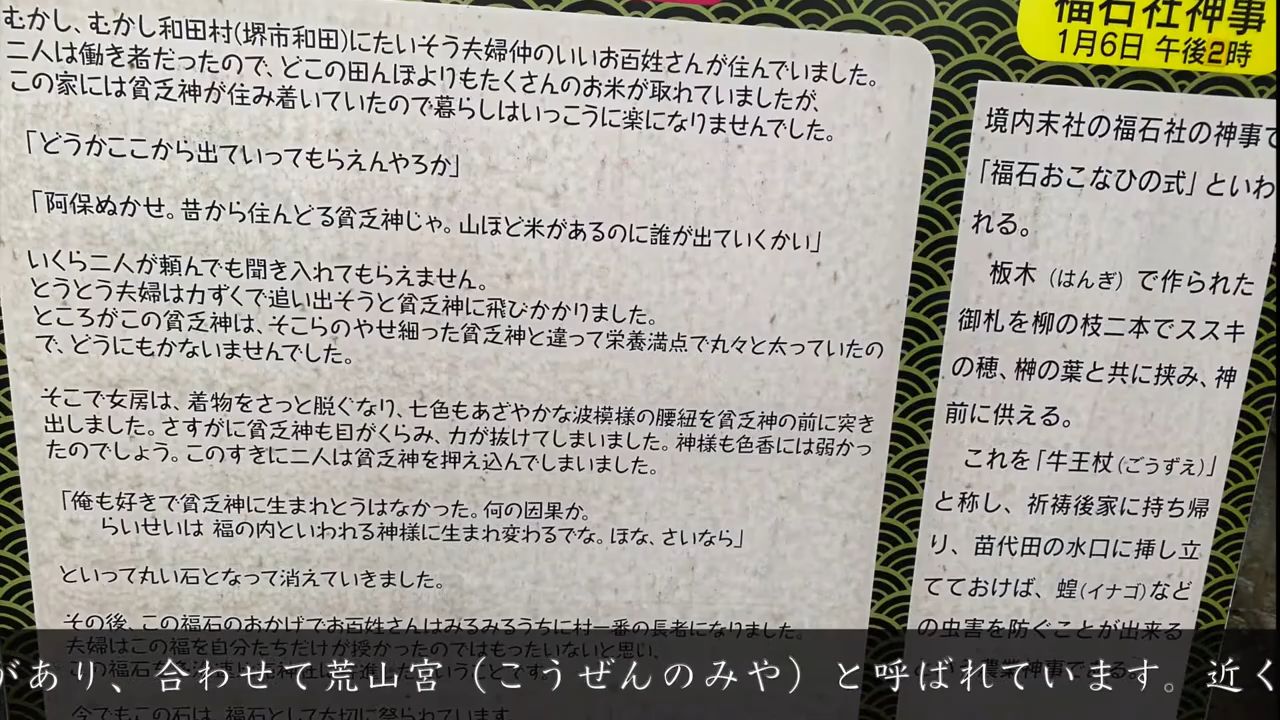 むかし、むかし和田村(堺市和田)にたいそう夫婦仲のいいお百姓さんが住んでいました。
二人は働き者だったので、どこの田んぼよりもたくさんのお米が取れていましたが、
この家には貧乏神が住み着いていたので暮らしはいっこうに楽になりませんでした。
「どうかここから出ていってもらえんやろか」
「阿保ぬかせ。昔から住んどる貧乏神じゃ。山ほど米があるのに誰が出ていくかい」
いくら二人が頼んでも聞き入れてもらえません。
とうとう夫婦は力ずくで追い出そうと貧乏神に飛びかかりました。
ところがこの貧乏神は、そこらのやせ細った貧乏神と違って栄養満点で丸々と太っていたの
で、どうにもかないませんでした。
そこで女房は、着物をさっと脱ぐなり、七色もあざやかな波模様の腰紐を貧乏神の前に突き
出しました。さすがに貧乏神も目がくらみ、力が抜けてしまいました。神様も色香には弱かっ
たのでしょう。このすきに二人は貧乏神を押え込んでしまいました。
「俺も好きで貧乏神に生まれとうはなかった。何の因果か。
らいせいは 福の内といわれる神様に生まれ変わるでな。ほな、さいなら」
といって丸い石となって消えていきました。
その後、この福石のおかげでお百姓さんはみるみるうちに村一番の長者になりました。
夫婦はこの福を自分たちだけが授かったのではもったいないと思い、
今でもこの石は、福石として大切に祭られています
福石社神事
1月6日 午後2時
境内末社の福石社の神事で
「福石おこなひの式」といわ
れる。
板木（はんぎ）で作られた
御札を柳の枝二本でススキ
の穂、榊の葉と共に挟み、神
前に供える。
これを「牛王杖(ごうずえ)」
と称し、祈祷後家に持ち帰
り、苗代田の水口に挿し立
てておけば、蝗(イナゴ)など
の虫害を防ぐことが出来る
があり、合わせて荒山宮（こうぜんのみや）と呼ばれています。近く